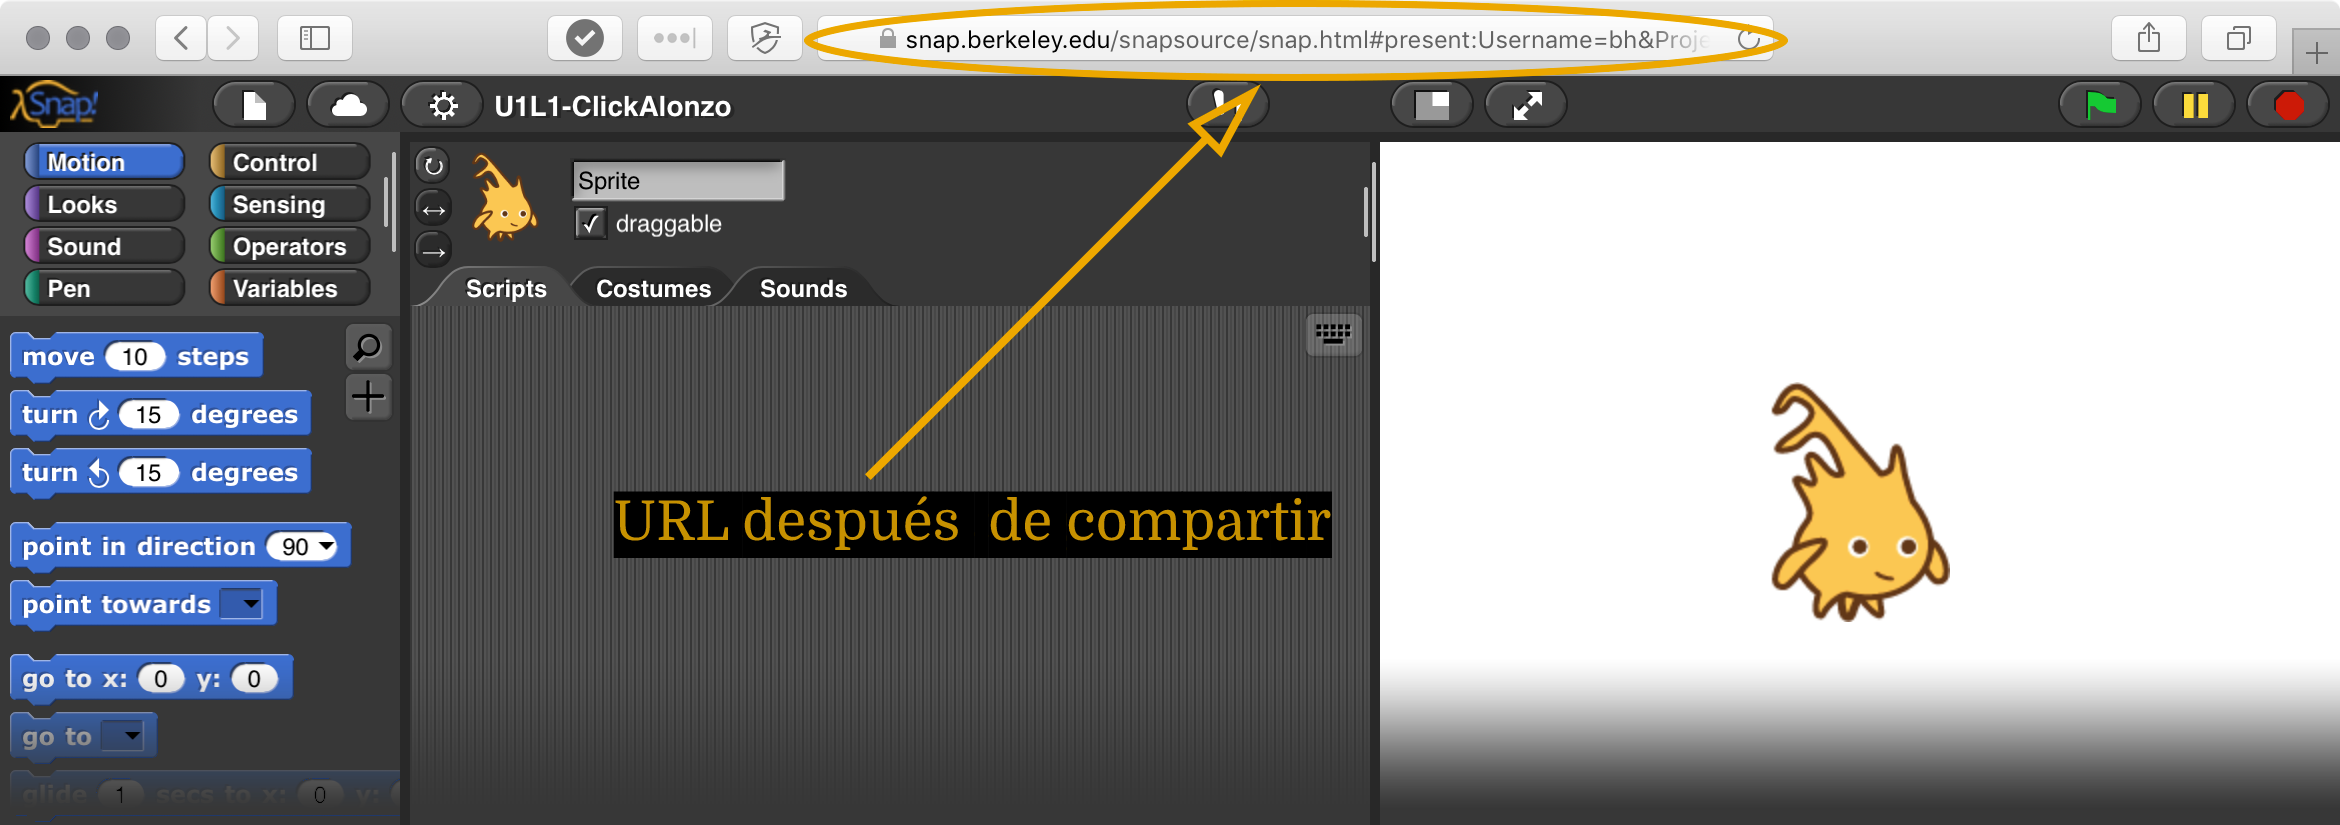 snap.berkeley.edu/snapsource/snap.html#present:Username=bh&Proje
Snap!
U1L1-ClickAlonzo
Motion
Control
Looks
Sensing
Sound
Operators
Pen
Variables
Sprite
draggable
Scripts
Costumes
Sounds
move 10 steps
turn 15 degrees
turn 15 degrees
point in direction 90
point towards
go to x: 0 y: 0
go to
glide 1 secs to x: 0 y:
URL después de compartir